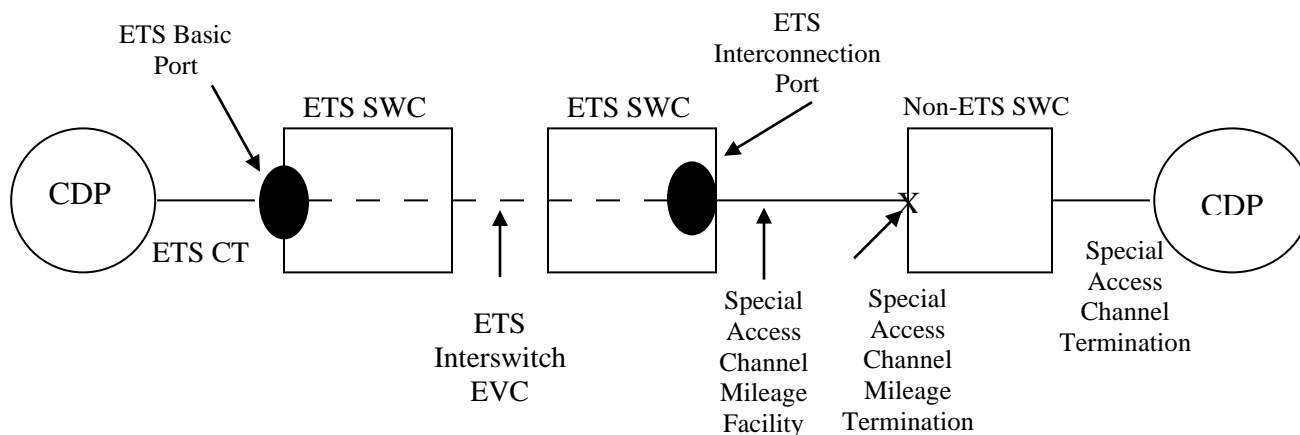 ETS Basic
Port
ETS
Interconnection
Port
ETS SWC
ETS SWC
Non-ETS SWC
CDP
X
CDP
ETS CT
ETS
Interswitch
EVC
Special
Access
Channel
Mileage
Facility
Special
Access
Channel
Mileage
Termination
Special
Access
Channel
Termination